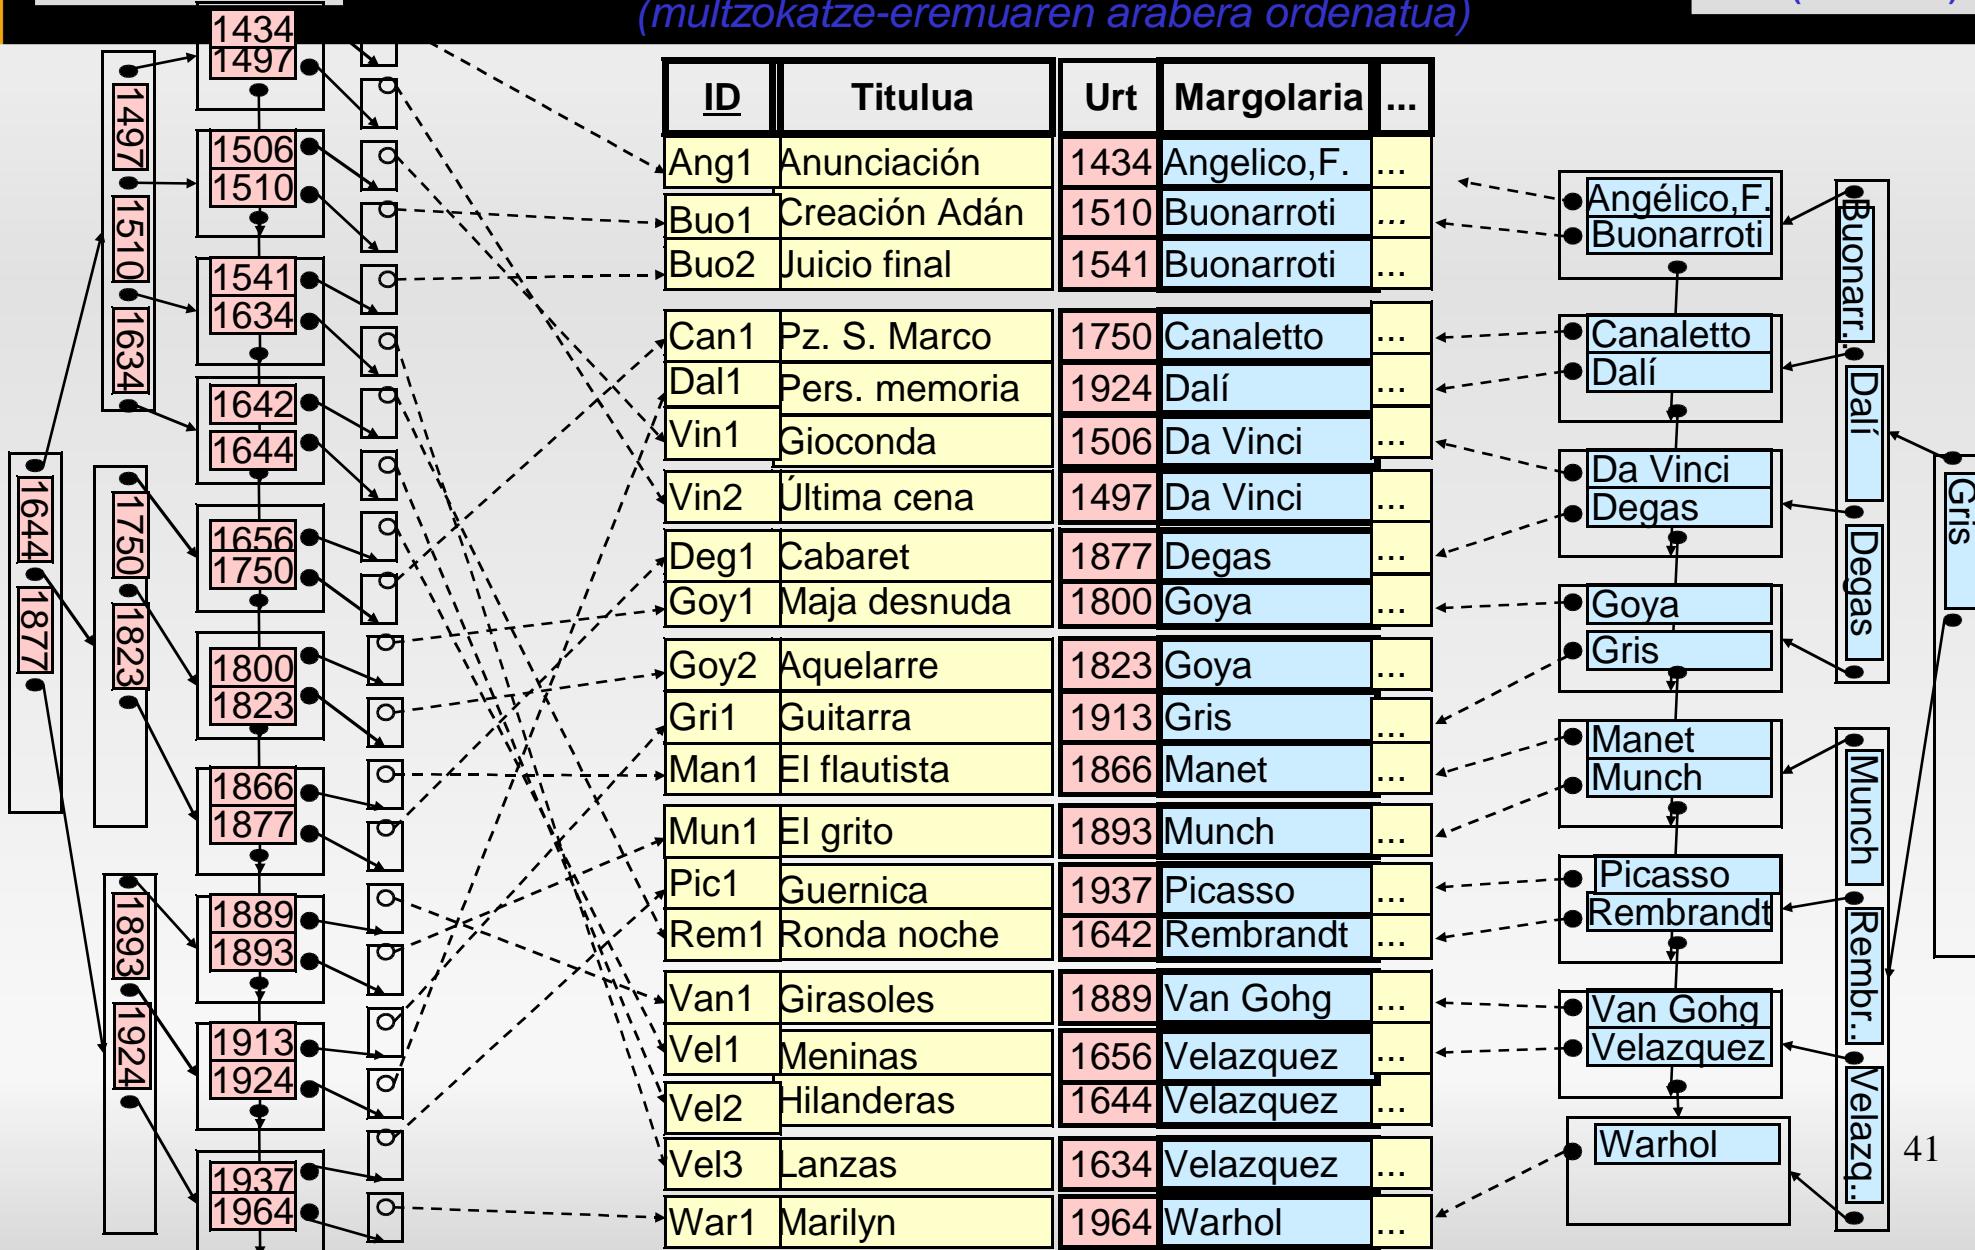 (multzokatze-eremuaren arabera ordenatua)
ID Titulua Urt Margolaria ...
Ang1 Anunciación 1434 Angelico,F. ...
Buo1 Creación Adán 1510 Buonarroti ...
Buo2 Juicio final 1541 Buonarroti ...
Can1 Pz. S. Marco 1750 Canaletto ...
Dal1 Pers. memoria 1924 Dalí ...
Vin1 Gioconda 1506 Da Vinci ...
Vin2 Última cena 1497 Da Vinci ...
Deg1 Cabaret 1877 Degas ...
Goy1 Maja desnuda 1800 Goya ...
Goy2 Aquelarre 1823 Goya ...
Gri1 Guitarra 1913 Gris ...
Man1 El flautista 1866 Manet ...
Mun1 El grito 1893 Munch ...
Pic1 Guernica 1937 Picasso ...
Rem1 Ronda noche 1642 Rembrandt ...
Van1 Girasoles 1889 Van Gohg ...
Vel1 Meninas 1656 Velazquez ...
Vel2 Hilanderas 1644 Velazquez ...
Vel3 Lanzas 1634 Velazquez ...
War1 Marilyn 1964 Warhol ...
1644
1877
1497
1510
1634
1750
1823
1893
1924
1434
1497
1506
1510
1541
1634
1642
1644
1656
1750
1800
1823
1866
1877
1889
1893
1913
1924
1937
1964
Angélico,F.
Buonarroti
Canaletto
Dalí
Da Vinci
Degas
Goya
Gris
Manet
Munch
Picasso
Rembrandt
Van Gohg
Velazquez
Warhol
Buonarr..
Dalí
Degas
Munch
Rembr..
Velazq..
Gris
41